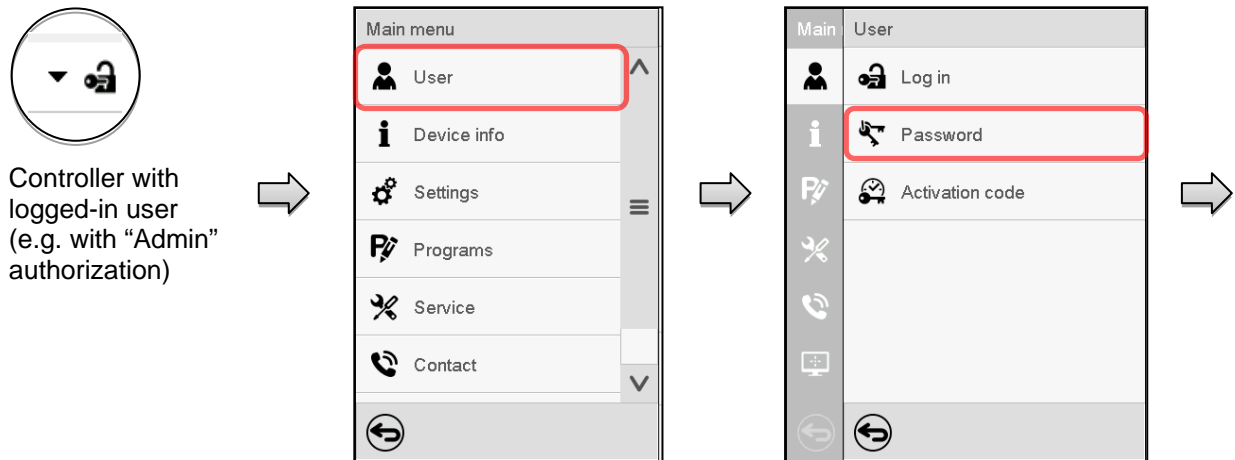 Controller with
logged-in user
(e.g. with “Admin”
authorization)
Main menu
User
Device info
Settings
Programs
Service
Contact
Main
User
Log in
Password
Activation code